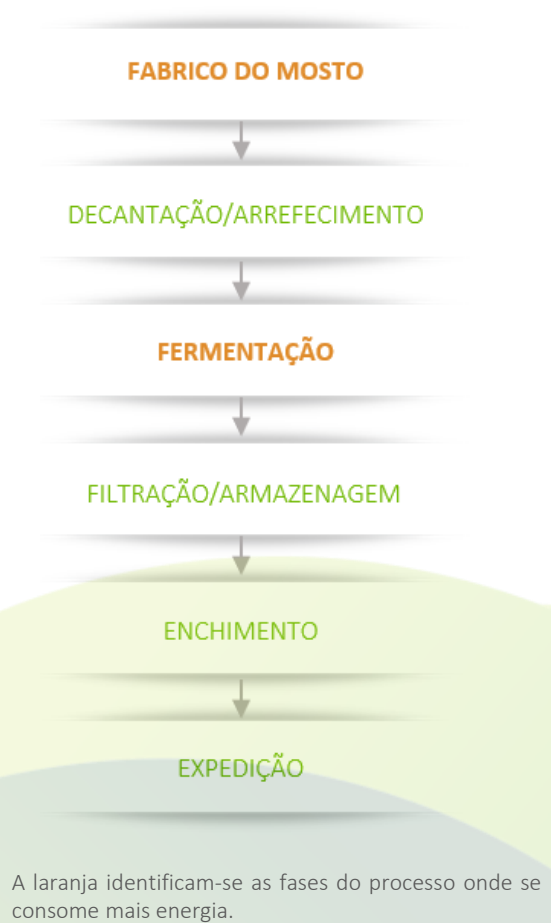 FABRICO DO MOSTO
DECANTAÇÃO/ARREFECIMENTO
FERMENTAÇÃO
FILTRAÇÃO/ARMAZENAGEM
ENCHIMENTO
EXPEDIÇÃO
A laranja identificam-se as fases do processo onde se
consome mais energia.